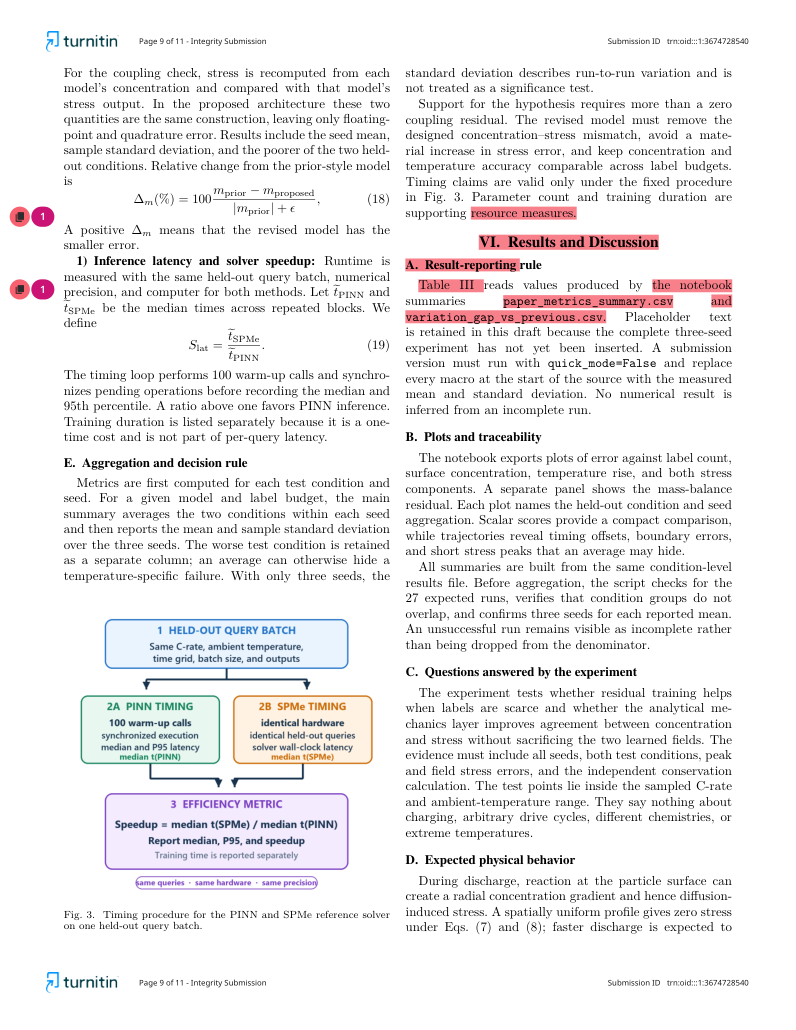 turnitin
Page 9 of 11 - Integrity Submission
Submission ID trn:oid:::1:3674728540
For the coupling check, stress is recomputed from each
model's concentration and compared with that model's
stress output. In the proposed architecture these two
quantities are the same construction, leaving only floating-
point and quadrature error. Results include the seed mean,
sample standard deviation, and the poorer of the two held-
out conditions. Relative change from the prior-style model
is
Δ_m(%) = 100 (m_prior − m_proposed) / (|m_prior| + ϵ), (18)
1
A positive Δ_m means that the revised model has the
smaller error.
1) Inference latency and solver speedup: Runtime is
measured with the same held-out query batch, numerical
1
precision, and computer for both methods. Let t̃_PINN and
t̃_SPMe be the median times across repeated blocks. We
define
S_lat = t̃_SPMe / t̃_PINN. (19)
The timing loop performs 100 warm-up calls and synchro-
nizes pending operations before recording the median and
95th percentile. A ratio above one favors PINN inference.
Training duration is listed separately because it is a one-
time cost and is not part of per-query latency.
E. Aggregation and decision rule
Metrics are first computed for each test condition and
seed. For a given model and label budget, the main
summary averages the two conditions within each seed
and then reports the mean and sample standard deviation
over the three seeds. The worse test condition is retained
as a separate column; an average can otherwise hide a
temperature-specific failure. With only three seeds, the
1 HELD-OUT QUERY BATCH
Same C-rate, ambient temperature,
time grid, batch size, and outputs
2A PINN TIMING
100 warm-up calls
synchronized execution
median and P95 latency
median t(PINN)
2B SPMe TIMING
identical hardware
identical held-out queries
solver wall-clock latency
median t(SPMe)
3 EFFICIENCY METRIC
Speedup = median t(SPMe) / median t(PINN)
Report median, P95, and speedup
Training time is reported separately
same queries · same hardware · same precision
Fig. 3. Timing procedure for the PINN and SPMe reference solver
on one held-out query batch.
standard deviation describes run-to-run variation and is
not treated as a significance test.
Support for the hypothesis requires more than a zero
coupling residual. The revised model must remove the
designed concentration–stress mismatch, avoid a mate-
rial increase in stress error, and keep concentration and
temperature accuracy comparable across label budgets.
Timing claims are valid only under the fixed procedure
in Fig. 3. Parameter count and training duration are
supporting resource measures.
VI. Results and Discussion
A. Result-reporting rule
Table III reads values produced by the notebook
summaries paper_metrics_summary.csv and
variation_gap_vs_previous.csv. Placeholder text
is retained in this draft because the complete three-seed
experiment has not yet been inserted. A submission
version must run with quick_mode=False and replace
every macro at the start of the source with the measured
mean and standard deviation. No numerical result is
inferred from an incomplete run.
B. Plots and traceability
The notebook exports plots of error against label count,
surface concentration, temperature rise, and both stress
components. A separate panel shows the mass-balance
residual. Each plot names the held-out condition and seed
aggregation. Scalar scores provide a compact comparison,
while trajectories reveal timing offsets, boundary errors,
and short stress peaks that an average may hide.
All summaries are built from the same condition-level
results file. Before aggregation, the script checks for the
27 expected runs, verifies that condition groups do not
overlap, and confirms three seeds for each reported mean.
An unsuccessful run remains visible as incomplete rather
than being dropped from the denominator.
C. Questions answered by the experiment
The experiment tests whether residual training helps
when labels are scarce and whether the analytical me-
chanics layer improves agreement between concentration
and stress without sacrificing the two learned fields. The
evidence must include all seeds, both test conditions, peak
and field stress errors, and the independent conservation
calculation. The test points lie inside the sampled C-rate
and ambient-temperature range. They say nothing about
charging, arbitrary drive cycles, different chemistries, or
extreme temperatures.
D. Expected physical behavior
During discharge, reaction at the particle surface can
create a radial concentration gradient and hence diffusion-
induced stress. A spatially uniform profile gives zero stress
under Eqs. (7) and (8); faster discharge is expected to
turnitin
Page 9 of 11 - Integrity Submission
Submission ID trn:oid:::1:3674728540